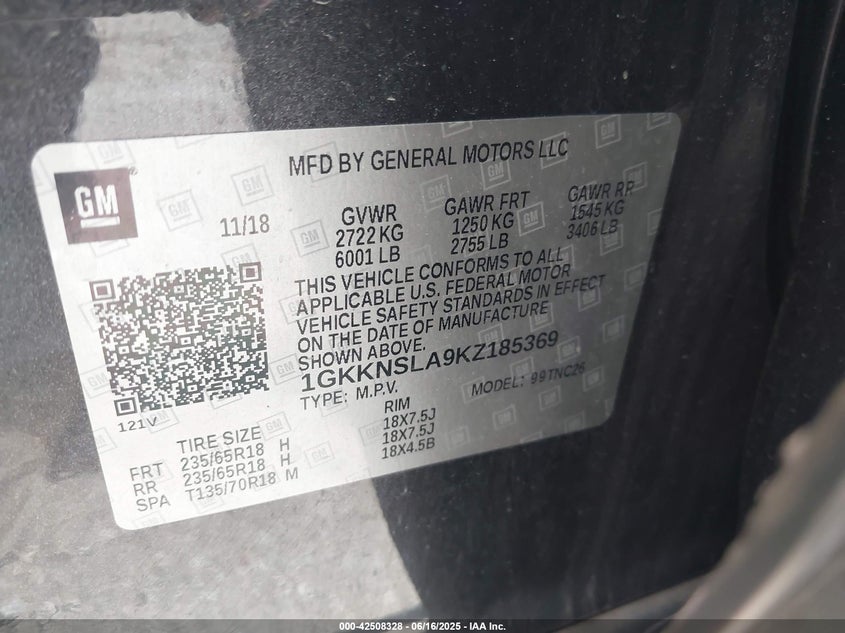 MFD BY GENERAL MOTORS LLC
GM
11/18
GVWR
2722 KG
6001 LB
GAWR FRT
1250 KG
2755 LB
GAWR RR
1545 KG
3406 LB
THIS VEHICLE CONFORMS TO ALL
APPLICABLE U.S. FEDERAL MOTOR
VEHICLE SAFETY STANDARDS IN EFFECT
ON THE DATE OF MANUFACTURE
SHOWN ABOVE.
1GKKNSLA9KZ185369
TYPE: M.P.V.
MODEL: 99TNC26
121V
TIRE SIZE
RIM
FRT 235/65R18 H 18X7.5J
RR 235/65R18 H 18X7.5J
SPA T135/70R18 M 18X4.5B
000-42508328 - 06/16/2025 - IAA Inc.